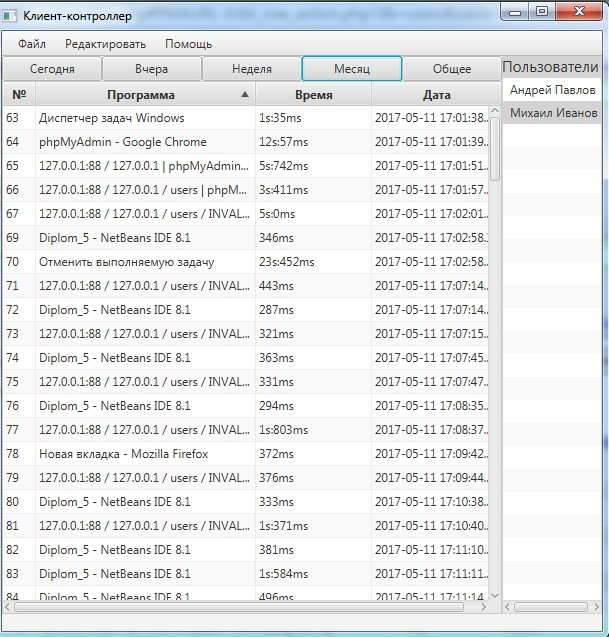 Клиент-контроллер
Файл Редактировать Помощь
Сегодня Вчера Неделя Месяц Общее Пользователи
№ Программа Время Дата
Андрей Павлов
Михаил Иванов
63 Диспетчер задач Windows 1s:35ms 2017-05-11 17:01:38...
64 phpMyAdmin - Google Chrome 12s:57ms 2017-05-11 17:01:39...
65 127.0.0.1:88 / 127.0.0.1 | phpMyAdmin... 5s:742ms 2017-05-11 17:01:51...
66 127.0.0.1:88 / 127.0.0.1 / users | phpM... 3s:411ms 2017-05-11 17:01:57...
67 127.0.0.1:88 / 127.0.0.1 / users / INVAL... 5s:0ms 2017-05-11 17:02:01...
69 Diplom_5 - NetBeans IDE 8.1 346ms 2017-05-11 17:02:58...
70 Отменить выполняемую задачу 23s:452ms 2017-05-11 17:02:58...
71 127.0.0.1:88 / 127.0.0.1 / users / INVAL... 443ms 2017-05-11 17:07:14...
72 Diplom_5 - NetBeans IDE 8.1 287ms 2017-05-11 17:07:14...
73 127.0.0.1:88 / 127.0.0.1 / users / INVAL... 321ms 2017-05-11 17:07:15...
74 Diplom_5 - NetBeans IDE 8.1 363ms 2017-05-11 17:07:45...
75 127.0.0.1:88 / 127.0.0.1 / users / INVAL... 331ms 2017-05-11 17:07:47...
76 Diplom_5 - NetBeans IDE 8.1 294ms 2017-05-11 17:08:35...
77 127.0.0.1:88 / 127.0.0.1 / users / INVAL... 1s:803ms 2017-05-11 17:08:37...
78 Новая вкладка - Mozilla Firefox 372ms 2017-05-11 17:09:42...
79 127.0.0.1:88 / 127.0.0.1 / users / INVAL... 376ms 2017-05-11 17:09:44...
80 Diplom_5 - NetBeans IDE 8.1 333ms 2017-05-11 17:10:38...
81 127.0.0.1:88 / 127.0.0.1 / users / INVAL... 1s:371ms 2017-05-11 17:10:40...
82 Diplom_5 - NetBeans IDE 8.1 381ms 2017-05-11 17:11:10...
83 Diplom_5 - NetBeans IDE 8.1 1s:584ms 2017-05-11 17:11:11...
84 Diplom_5 - NetBeans IDE 8.1 496ms 2017-05-11 17:11:14...